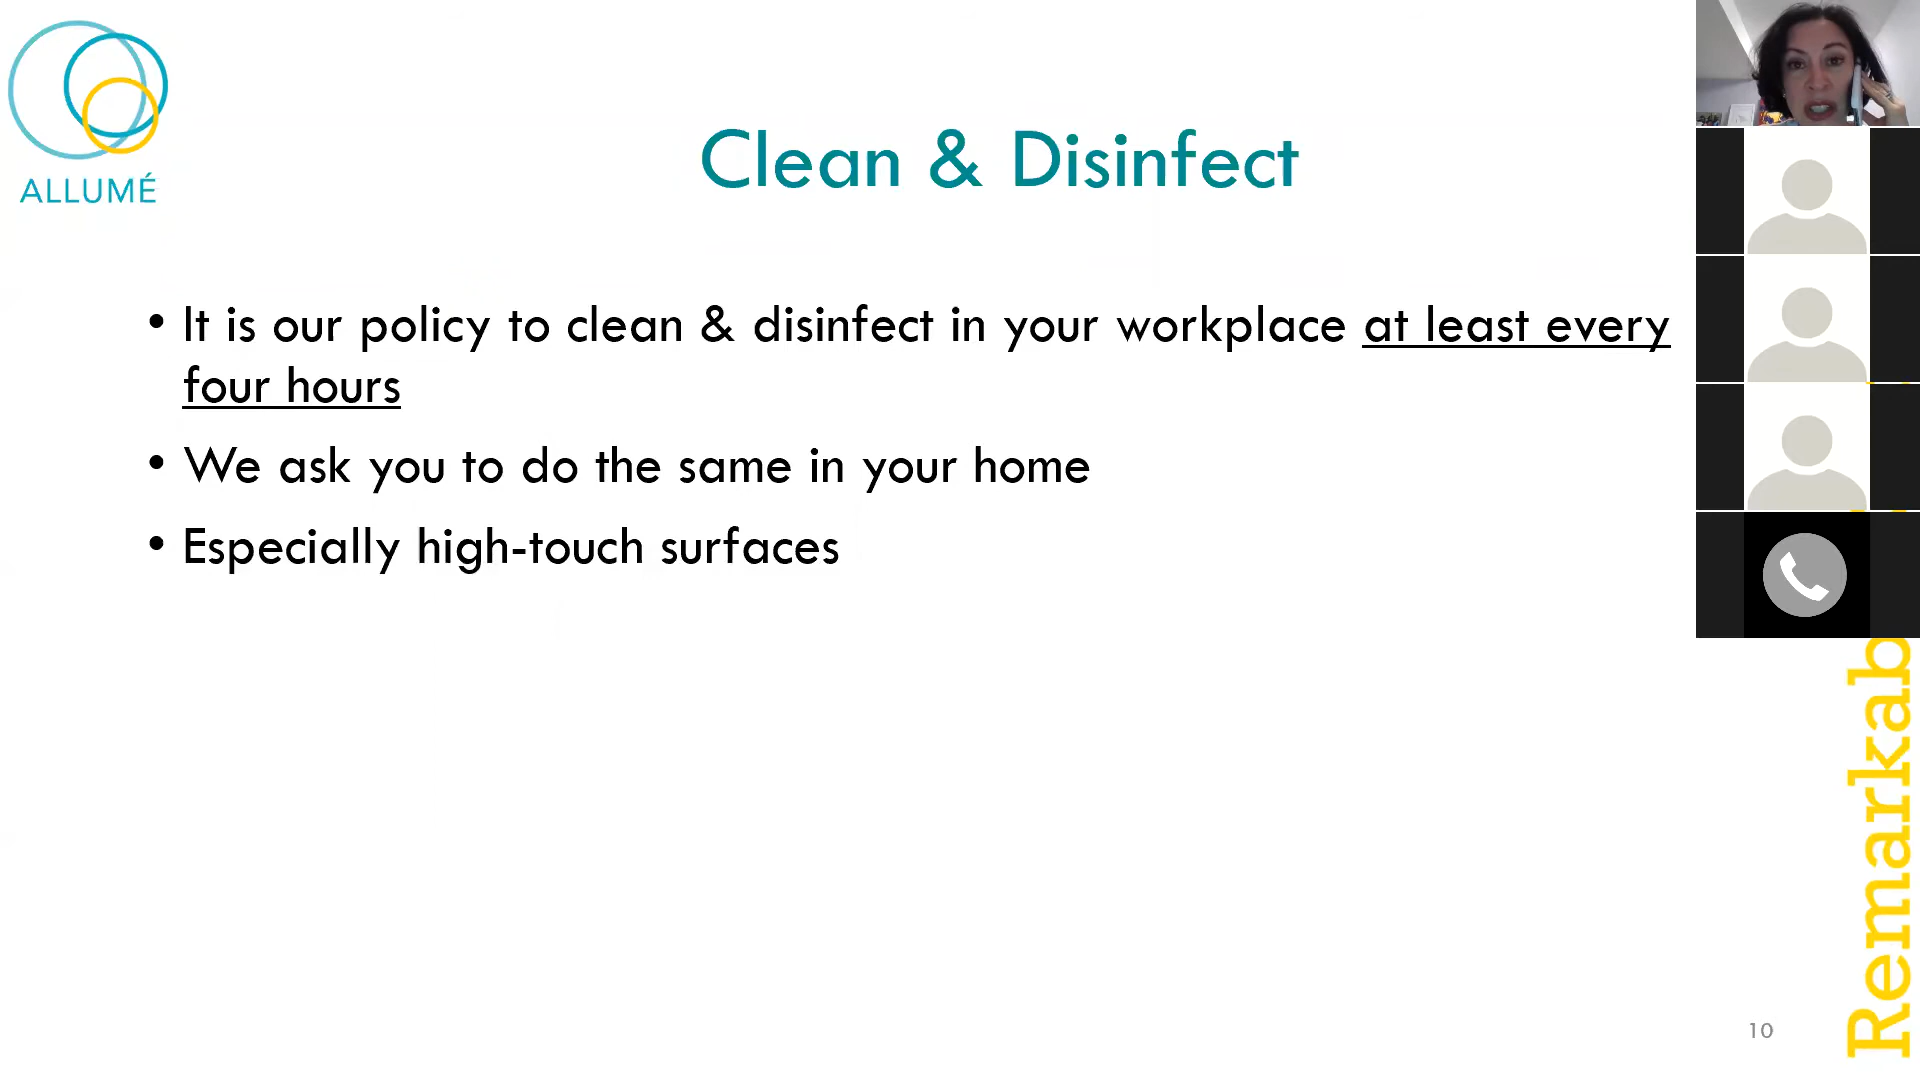 ALLUMÉ
Clean & Disinfect
• It is our policy to clean & disinfect in your workplace at least every
four hours
• We ask you to do the same in your home
• Especially high-touch surfaces
Remarkab
10